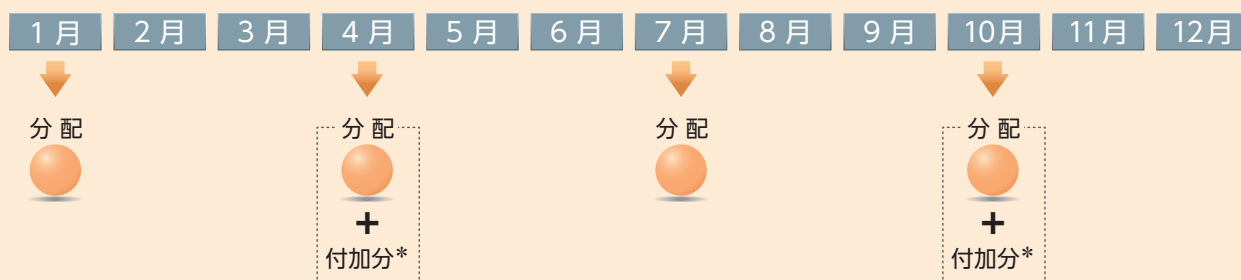 1月 2月 3月 4月 5月 6月 7月 8月 9月 10月 11月 12月
分配 分配 分配 分配
+ +
付加分* 付加分*